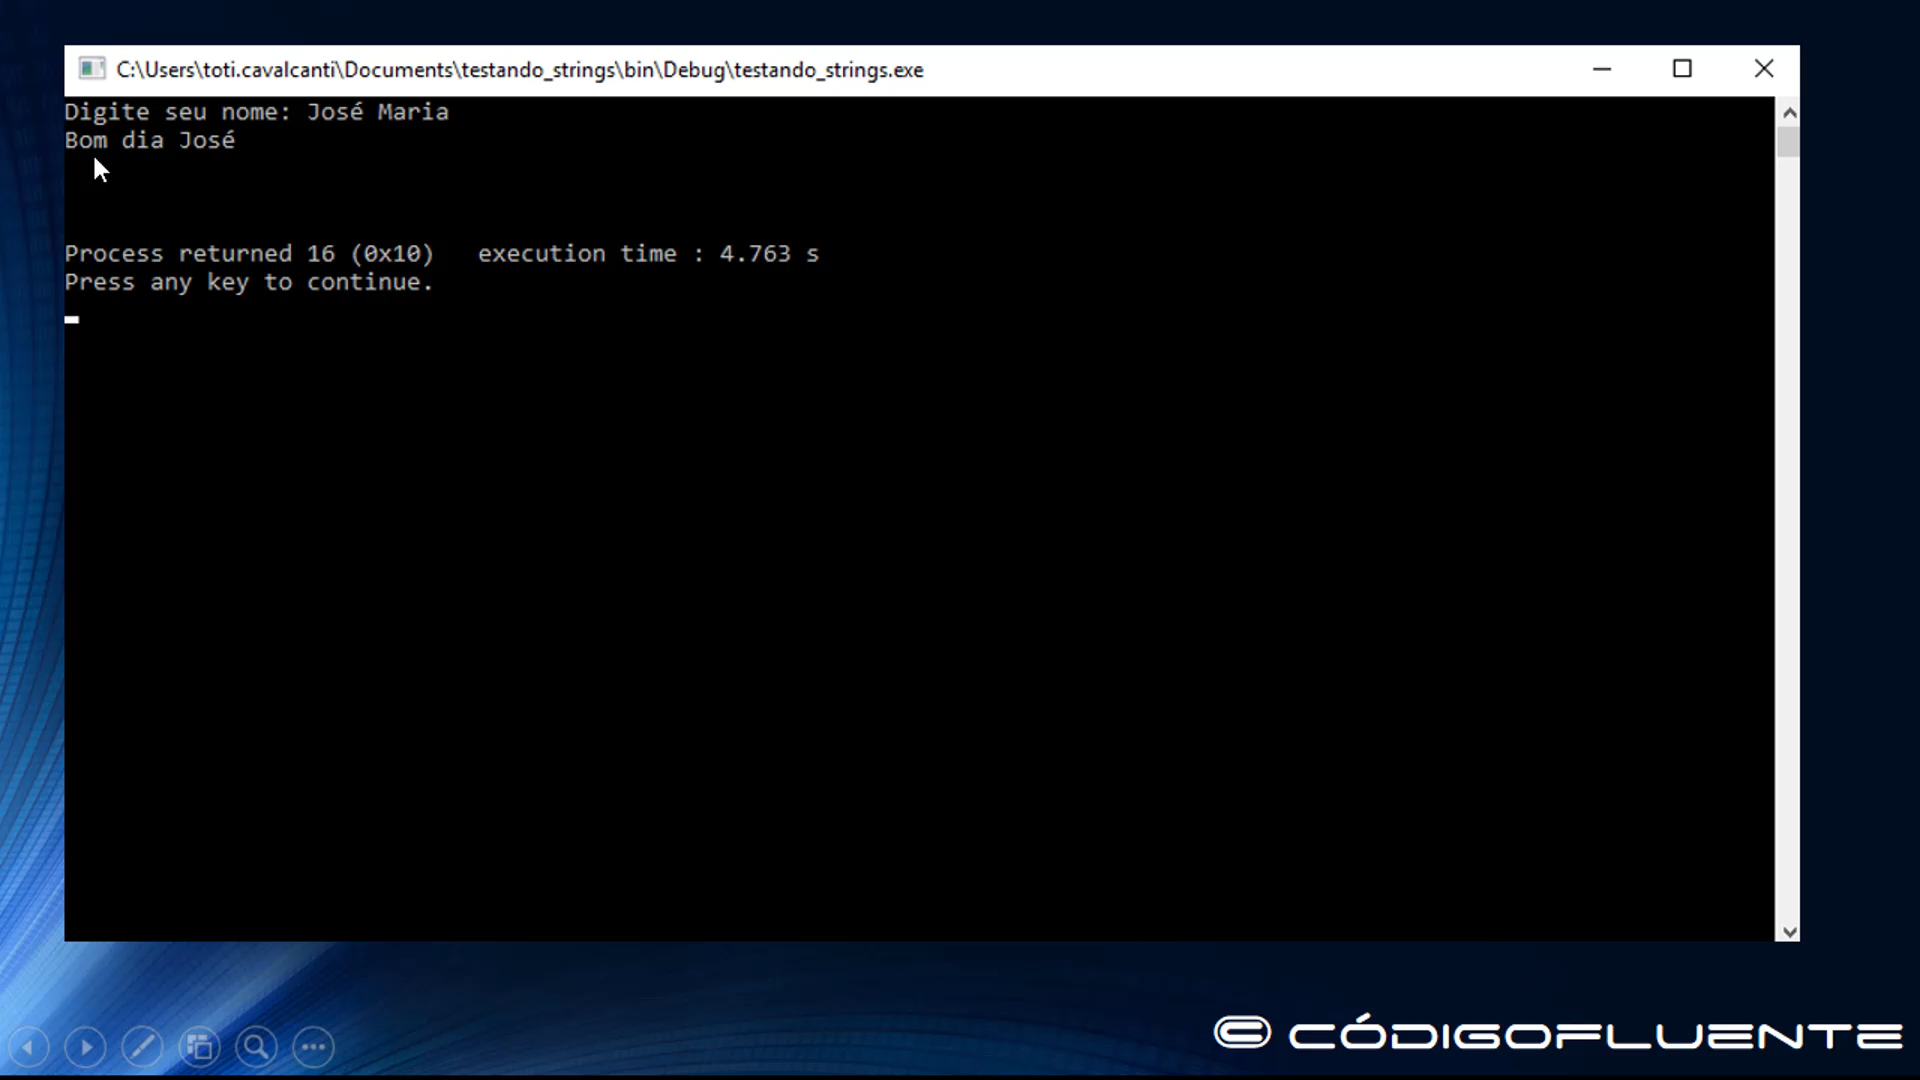 C:\Users\toti.cavalcanti\Documents\testando_strings\bin\Debug\testando_strings.exe
Digite seu nome: José Maria
Bom dia José
Process returned 16 (0x10)   execution time : 4.763 s
Press any key to continue.
CÓDIGOFLUENTE